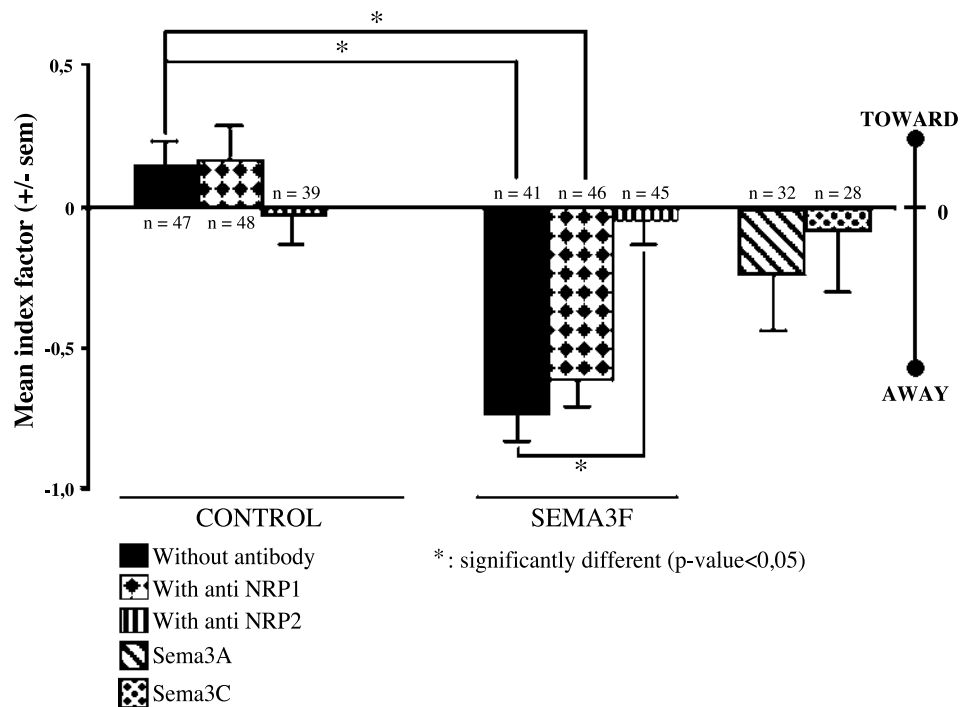 *
*
0,5
TOWARD
n = 39
n = 41 n = 46 n = 45
n = 32 n = 28
0
0
n = 47 n = 48
Mean index factor (+/- sem)
-0,5
AWAY
*
-1,0
CONTROL
SEMA3F
Without antibody
* : significantly different (p-value<0,05)
With anti NRP1
With anti NRP2
Sema3A
Sema3C